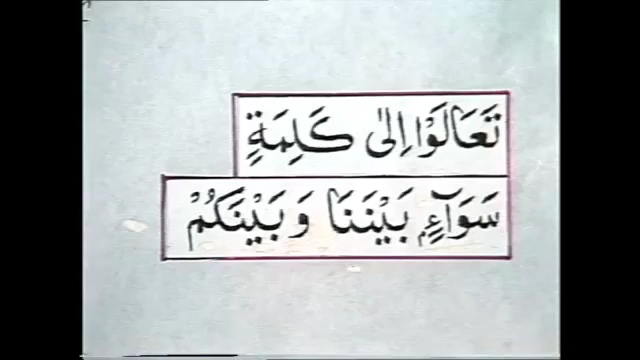 تَعَالَوْا اِلٰى كَلِمَةٍ
سَوَآءٍ بَيْنَنَا وَبَيْنَكُمْ